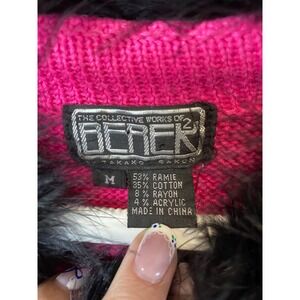 THE COLLECTIVE WORKS OF
BEREK 2
TAKAKO SAKON
M
53% RAMIE
35% COTTON
8% RAYON
4% ACRYLIC
MADE IN CHINA